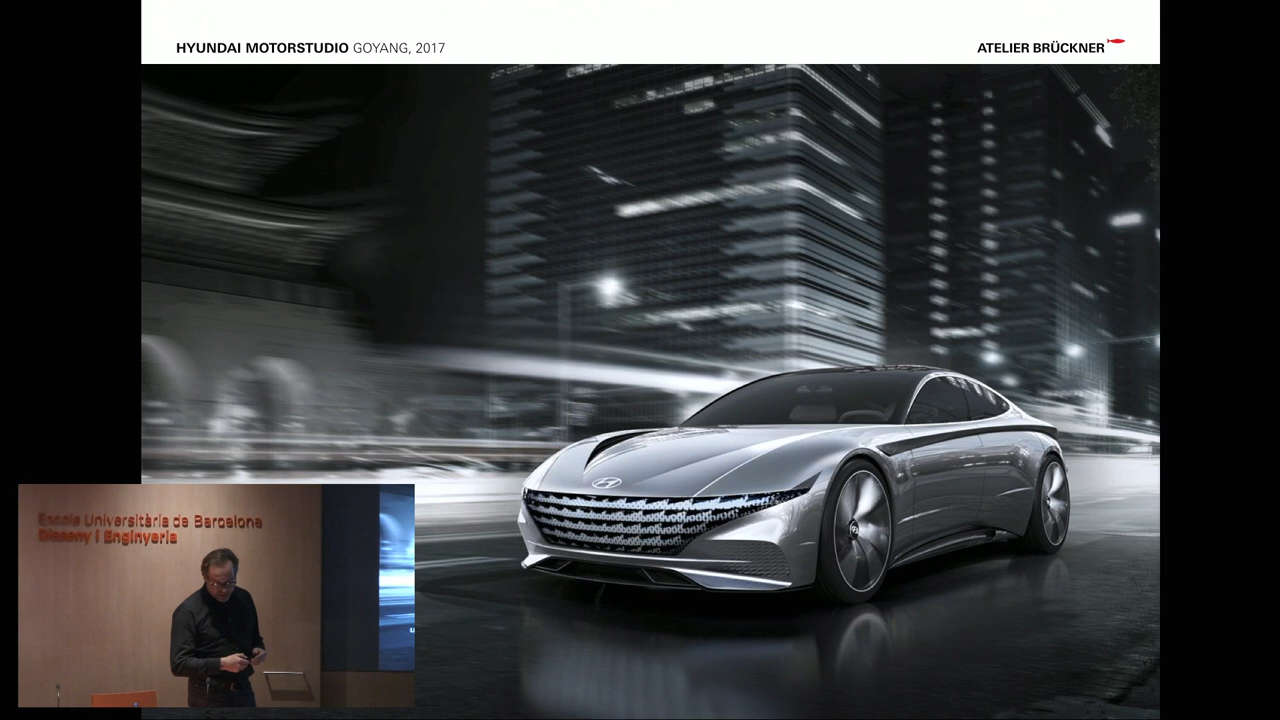 HYUNDAI MOTORSTUDIO GOYANG, 2017
ATELIER BRÜCKNER
Escola Universitària de Barcelona
Disseny i Enginyeria